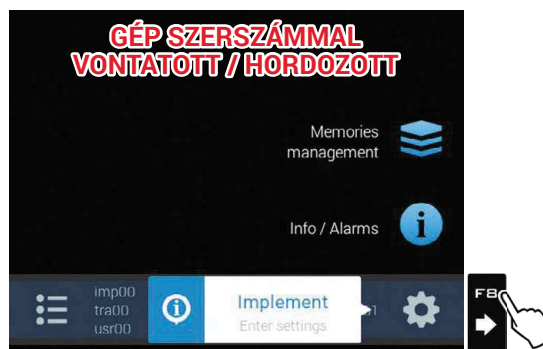 GÉP SZERSZÁMMAL
VONTATOTT / HORDOZOTT
Memories
management
Info / Alarms
imp00
tra00
usr00
Implement
Enter settings
F8